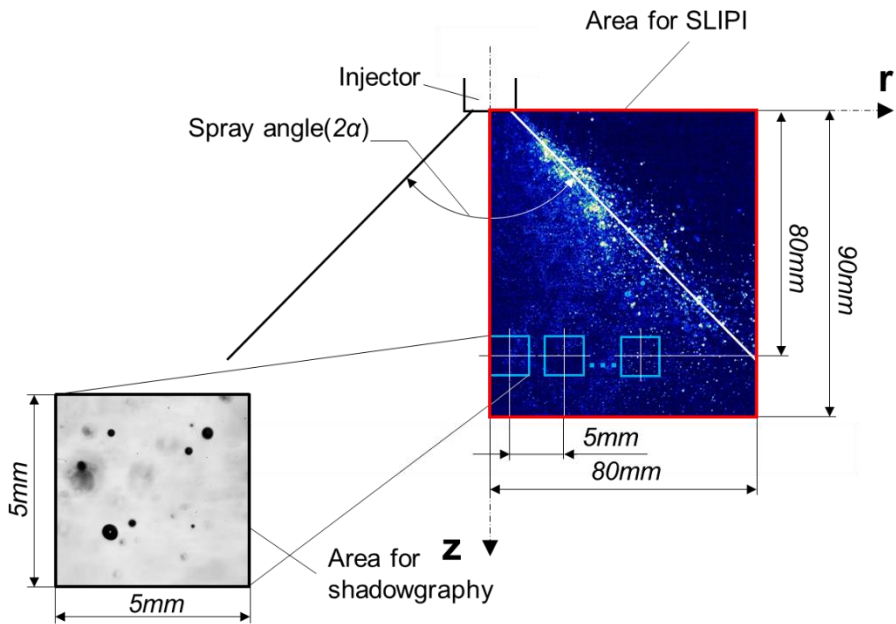 Area for SLIPI
Injector
r
Spray angle(2α)
80mm
90mm
5mm
80mm
5mm
z
Area for
shadowgraphy
5mm